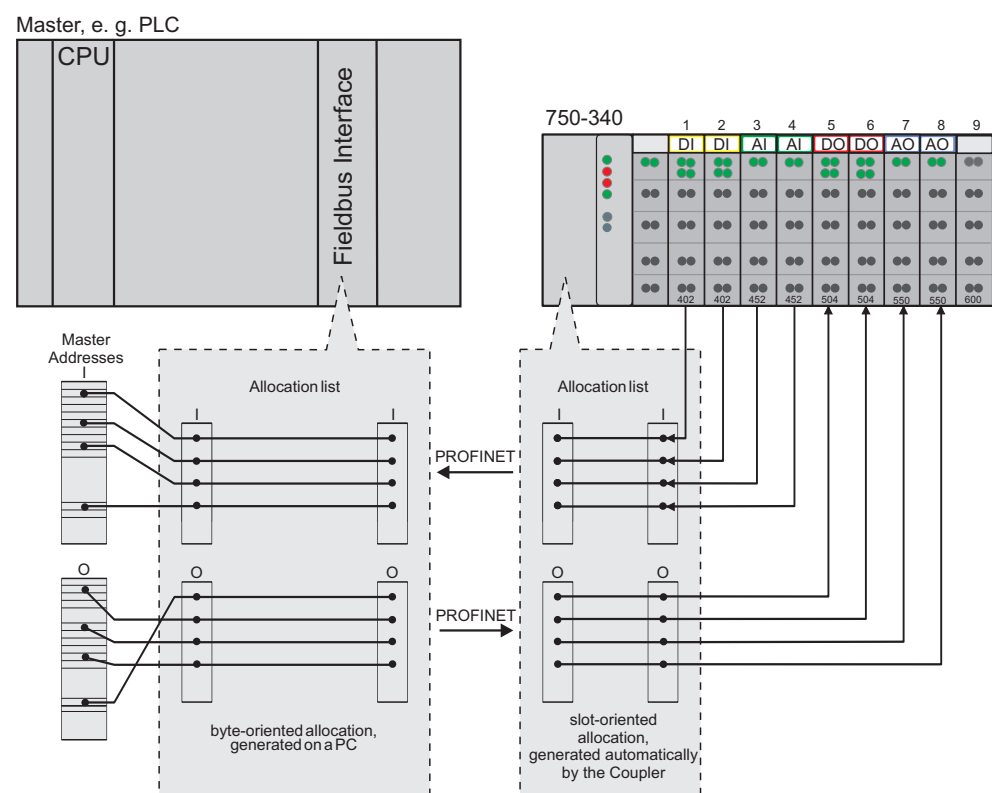 Master, e. g. PLC
CPU
Fieldbus Interface
750-340
1 2 3 4 5 6 7 8 9
DI DI AI AI DO DO AO AO
402 402 452 452 504 504 550 550 600
Master
Addresses
I
Allocation list
Allocation list
I I I I
PROFINET
O O O O O
PROFINET
byte-oriented allocation,
generated on a PC
slot-oriented
allocation,
generated automatically
by the Coupler